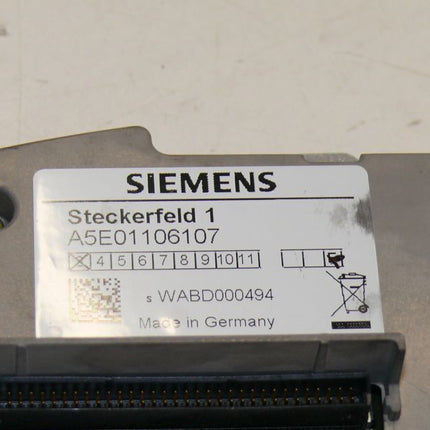 SIEMENS
Steckerfeld 1
A5E01106107
4 5 6 7 8 9 10 11
s WABD000494
Made in Germany